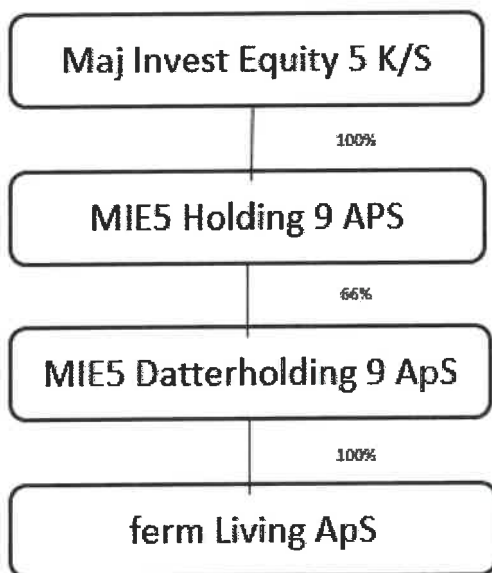 Maj Invest Equity 5 K/S
100%
MIE5 Holding 9 APS
66%
MIE5 Datterholding 9 ApS
100%
ferm Living ApS